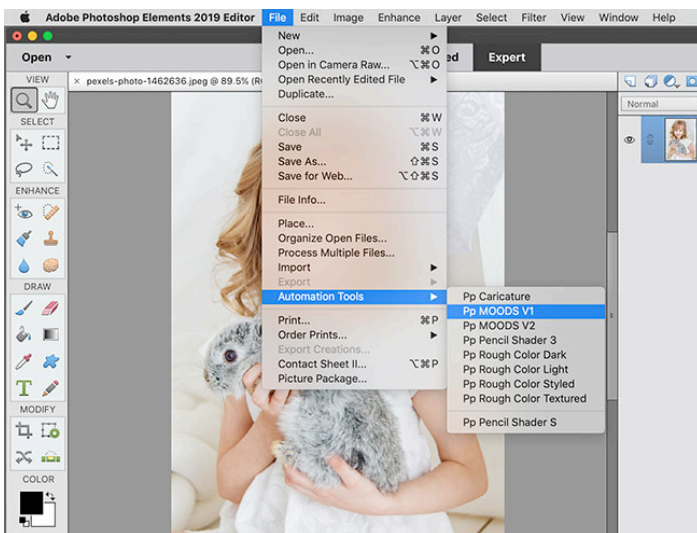 Adobe Photoshop Elements 2019 Editor File Edit Image Enhance Layer Select Filter View Window Help
Open
ed Expert
VIEW
× pexels-photo-1462636.jpeg @ 89.5% (R
SELECT
ENHANCE
DRAW
T
MODIFY
COLOR
New
Open... ⌘O
Open in Camera Raw... ⌥⌘O
Open Recently Edited File
Duplicate...
Close ⌘W
Close All ⌥⌘W
Save ⌘S
Save As... ⇧⌘S
Save for Web... ⌥⇧⌘S
File Info...
Place...
Organize Open Files...
Process Multiple Files...
Import
Export
Automation Tools
Print... ⌘P
Order Prints...
Export Creations...
Contact Sheet II... ⌥⌘P
Picture Package...
Pp Caricature
Pp MOODS V1
Pp MOODS V2
Pp Pencil Shader 3
Pp Rough Color Dark
Pp Rough Color Light
Pp Rough Color Styled
Pp Rough Color Textured
Pp Pencil Shader S
Normal